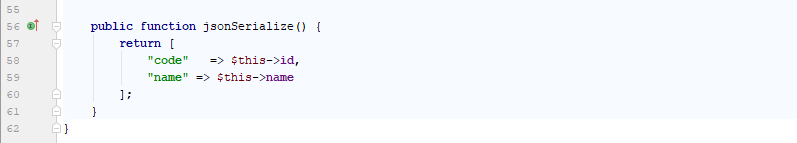 55
56 public function jsonSerialize() {
57 return [
58 "code"   => $this->id,
59 "name" => $this->name
60 ];
61 }
62 }